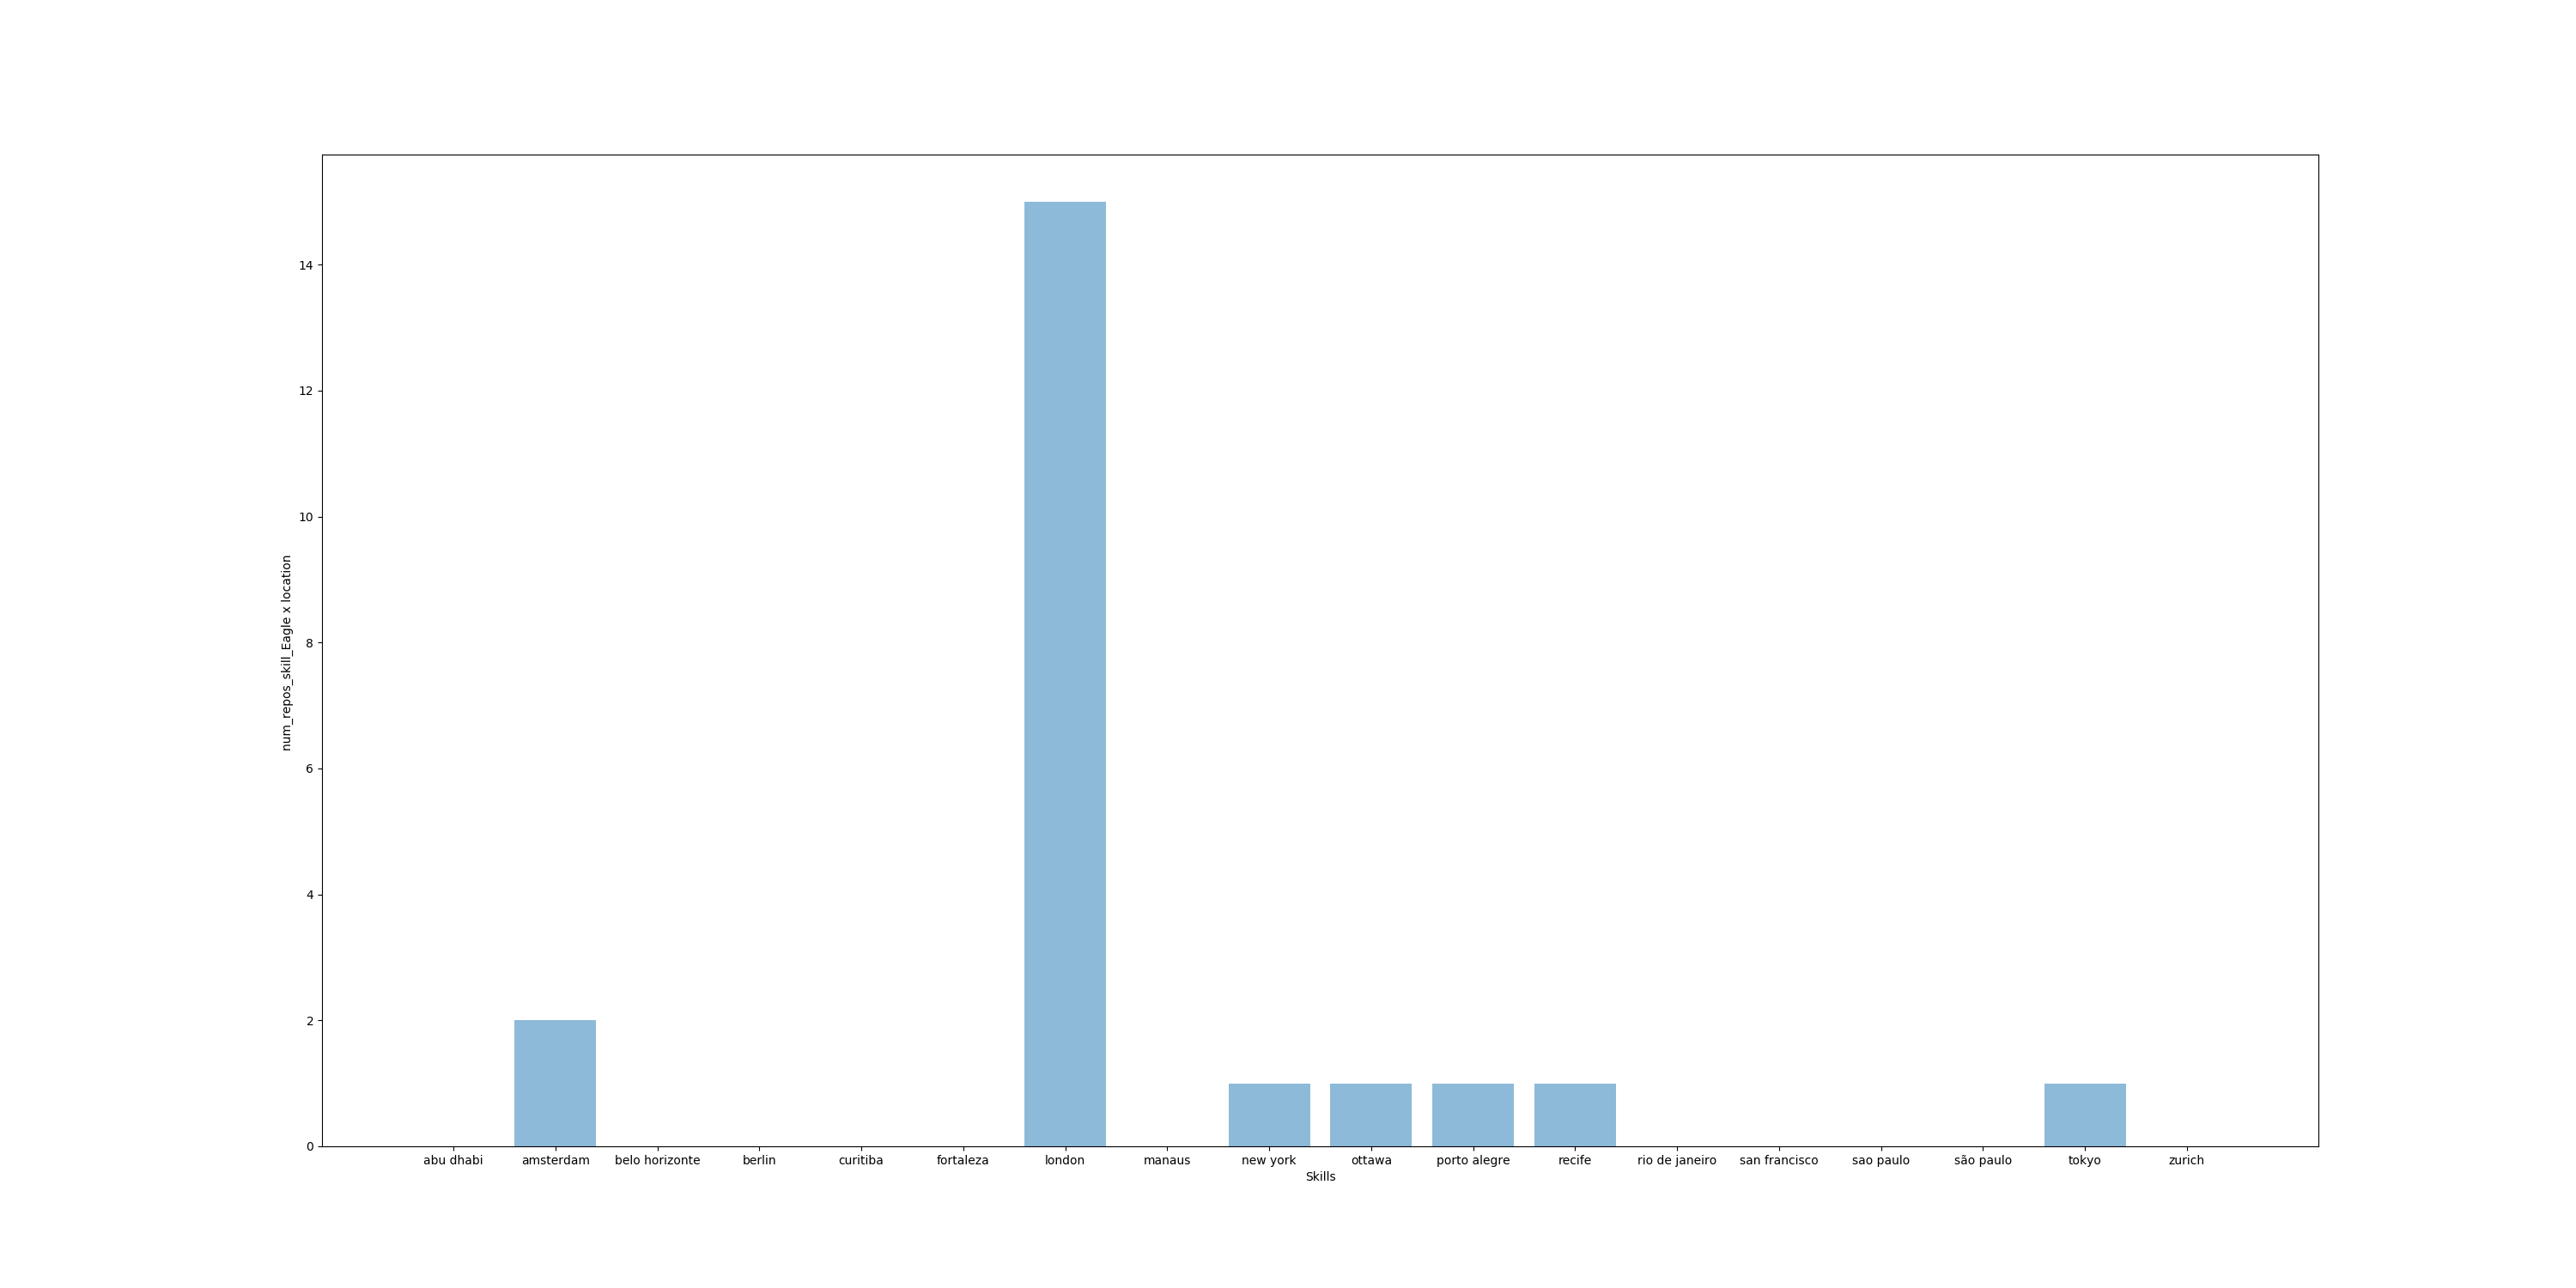 14
12
10
8
6
4
2
0
num_repos_skill_Eagle x location
abu dhabi amsterdam belo horizonte berlin curitiba fortaleza london manaus new york ottawa porto alegre recife rio de janeiro san francisco sao paulo são paulo tokyo zurich
Skills